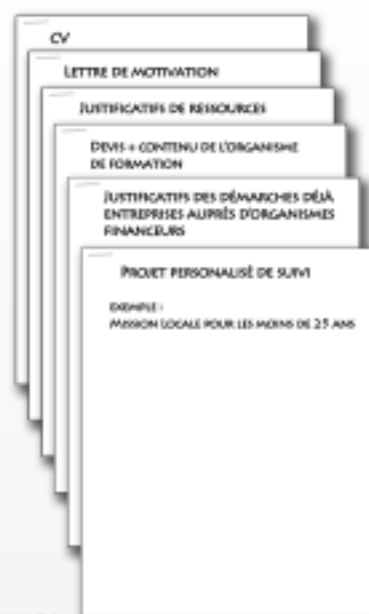 CV
LETTRE DE MOTIVATION
JUSTIFICATIFS DE RESSOURCES
DEVIS + CONTENU DE L'ORGANISME
DE FORMATION
JUSTIFICATIFS DES DÉMARCHES DÉJÀ
ENTREPRISES AUPRÈS D'ORGANISMES
FINANCEURS
PROJET PERSONALISÉ DE SUIVI
EXEMPLE :
MISSION LOCALE POUR LES MOINS DE 25 ANS